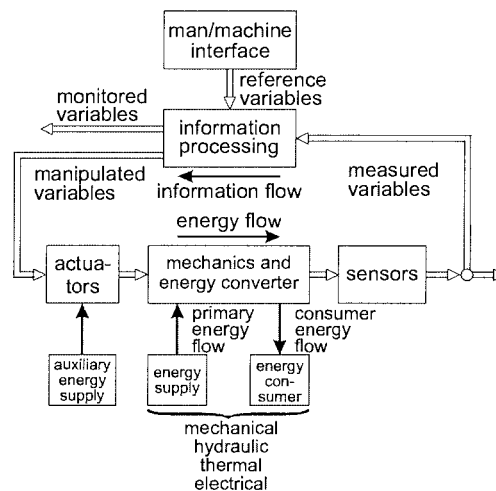 man/machine
interface
reference
variables
monitored
variables
information
processing
manipulated
variables
measured
variables
information flow
energy flow
actua-
tors
mechanics and
energy converter
sensors
primary
energy
flow
consumer
energy
flow
auxiliary
energy
supply
energy
supply
energy
con-
sumer
mechanical
hydraulic
thermal
electrical